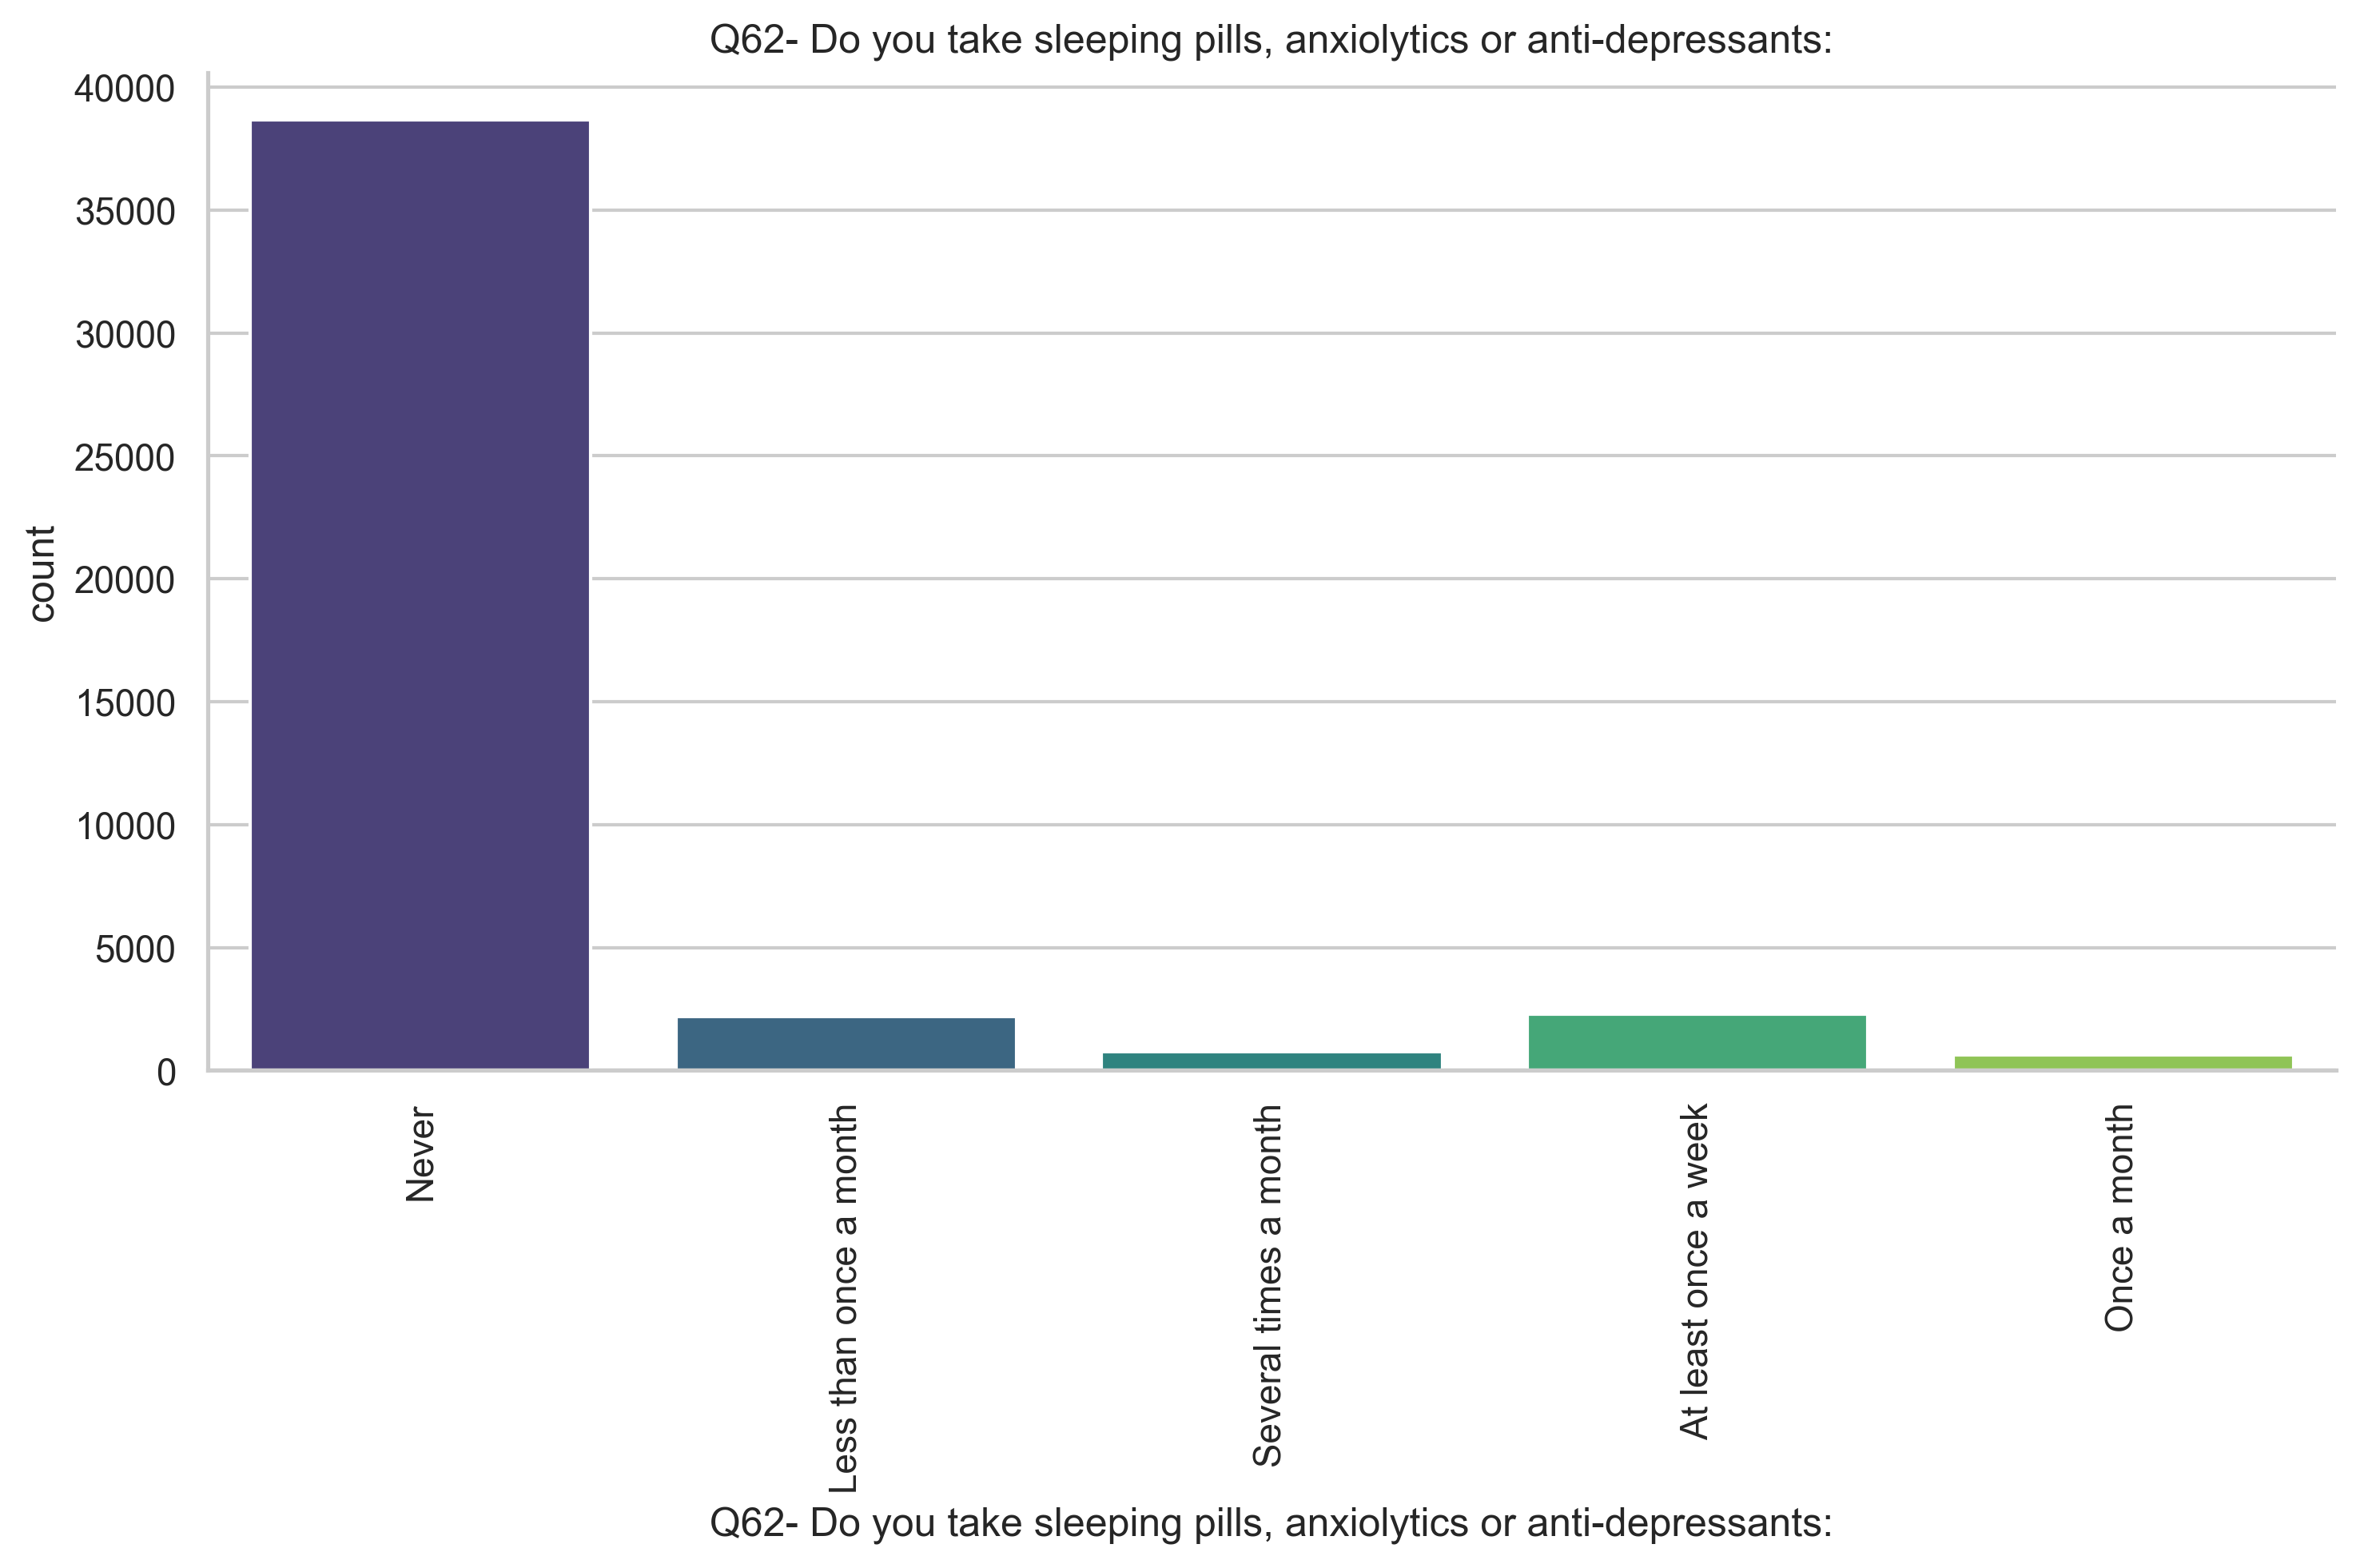 Q62- Do you take sleeping pills, anxiolytics or anti-depressants:
40000
35000
30000
25000
20000
15000
10000
5000
0
count
Never
Less than once a month
Several times a month
At least once a week
Once a month
Q62- Do you take sleeping pills, anxiolytics or anti-depressants: